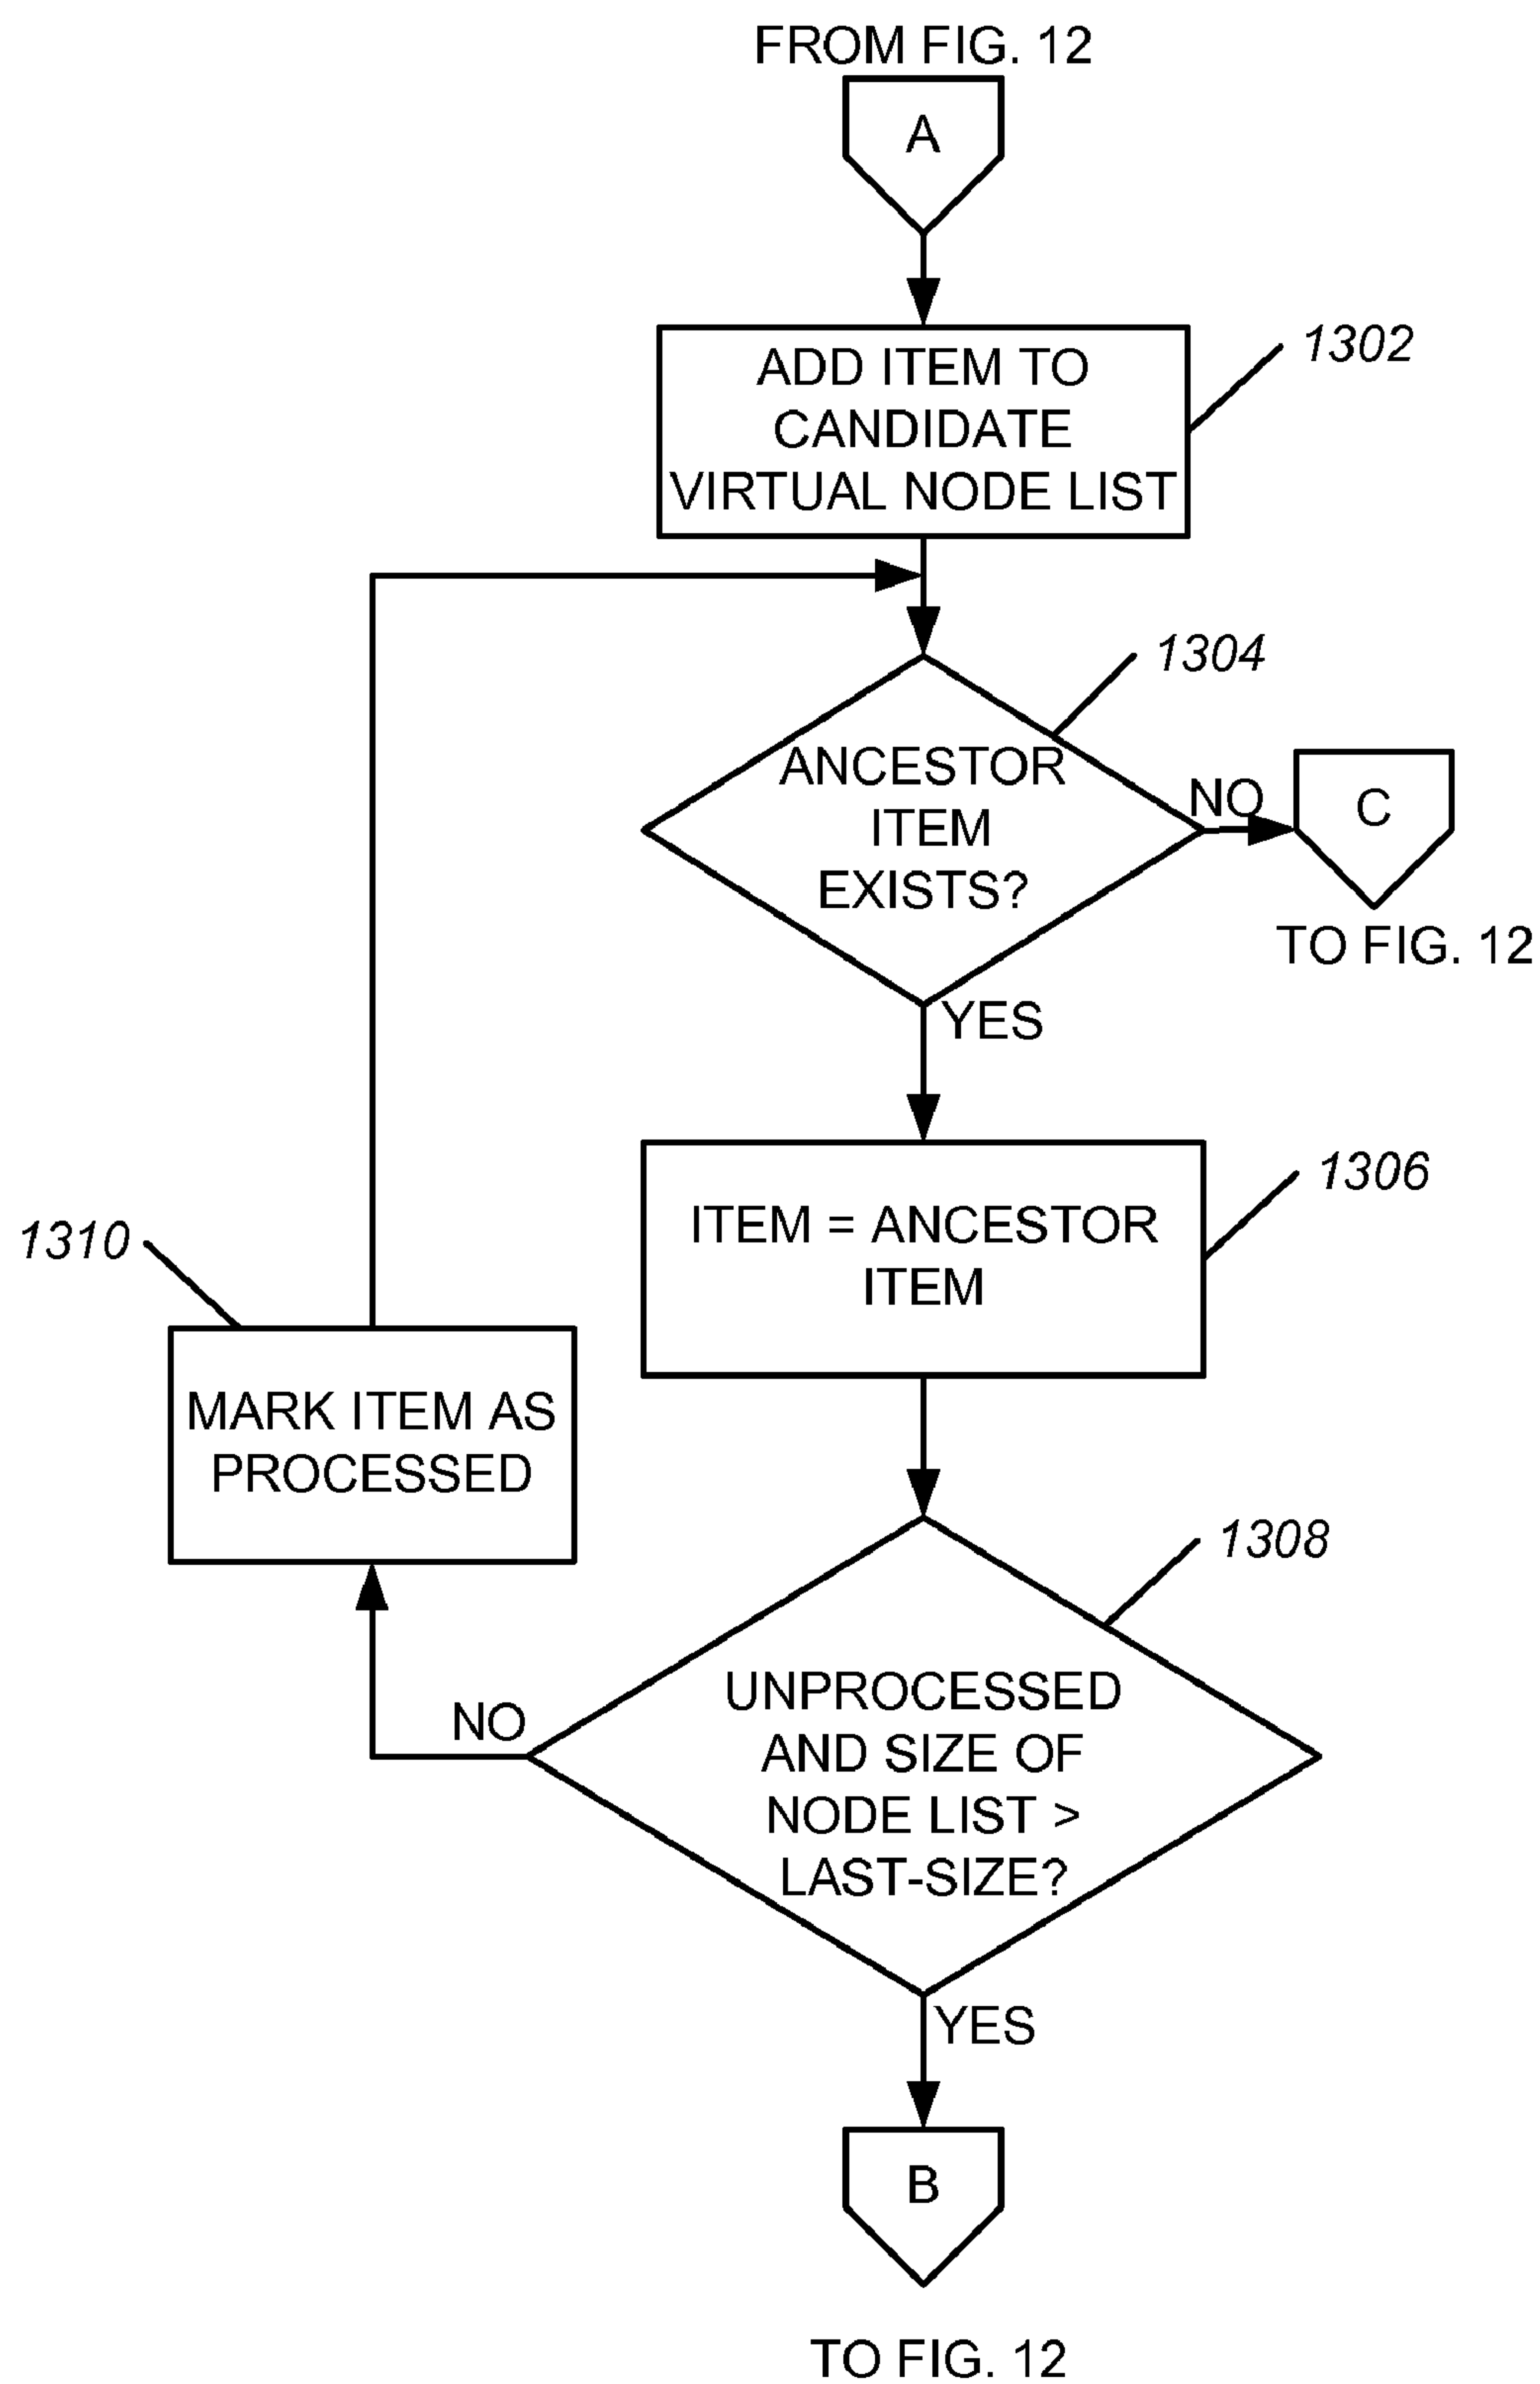 FROM FIG. 12
A
ADD ITEM TO
CANDIDATE
VIRTUAL NODE LIST
1302
1304
ANCESTOR
ITEM
EXISTS?
NO
C
TO FIG. 12
YES
ITEM = ANCESTOR
ITEM
1306
1310
MARK ITEM AS
PROCESSED
1308
UNPROCESSED
AND SIZE OF
NODE LIST >
LAST-SIZE?
NO
YES
B
TO FIG. 12